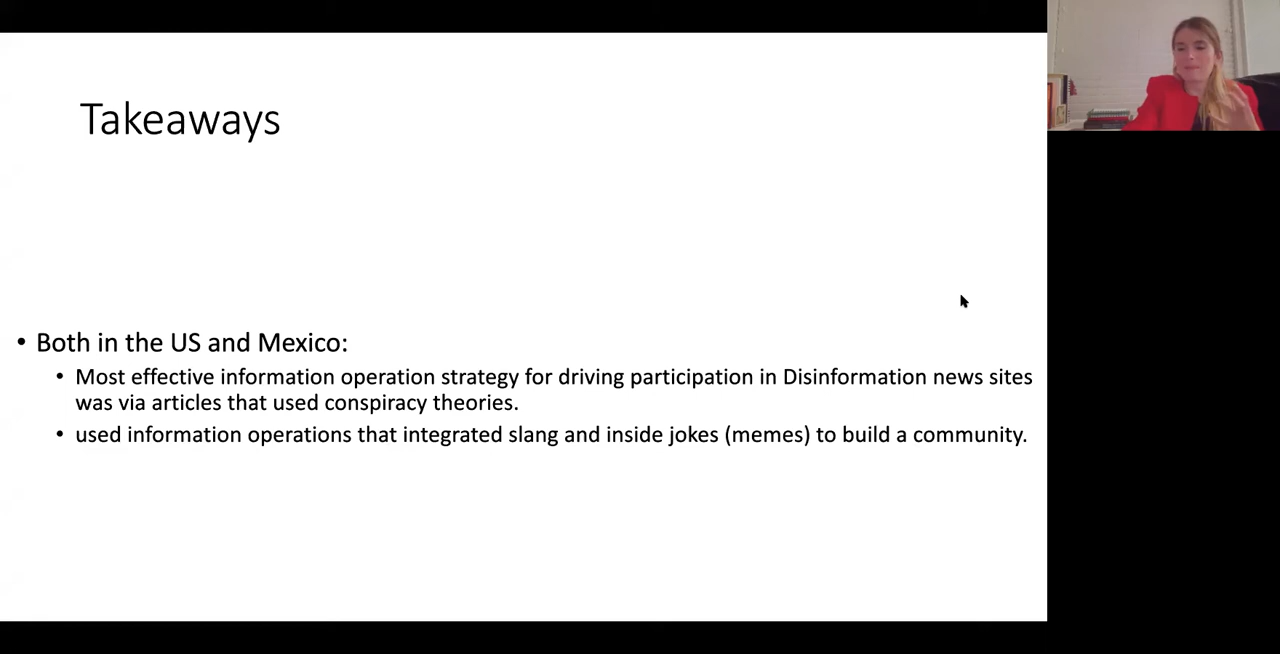 Takeaways
• Both in the US and Mexico:
• Most effective information operation strategy for driving participation in Disinformation news sites
was via articles that used conspiracy theories.
• used information operations that integrated slang and inside jokes (memes) to build a community.